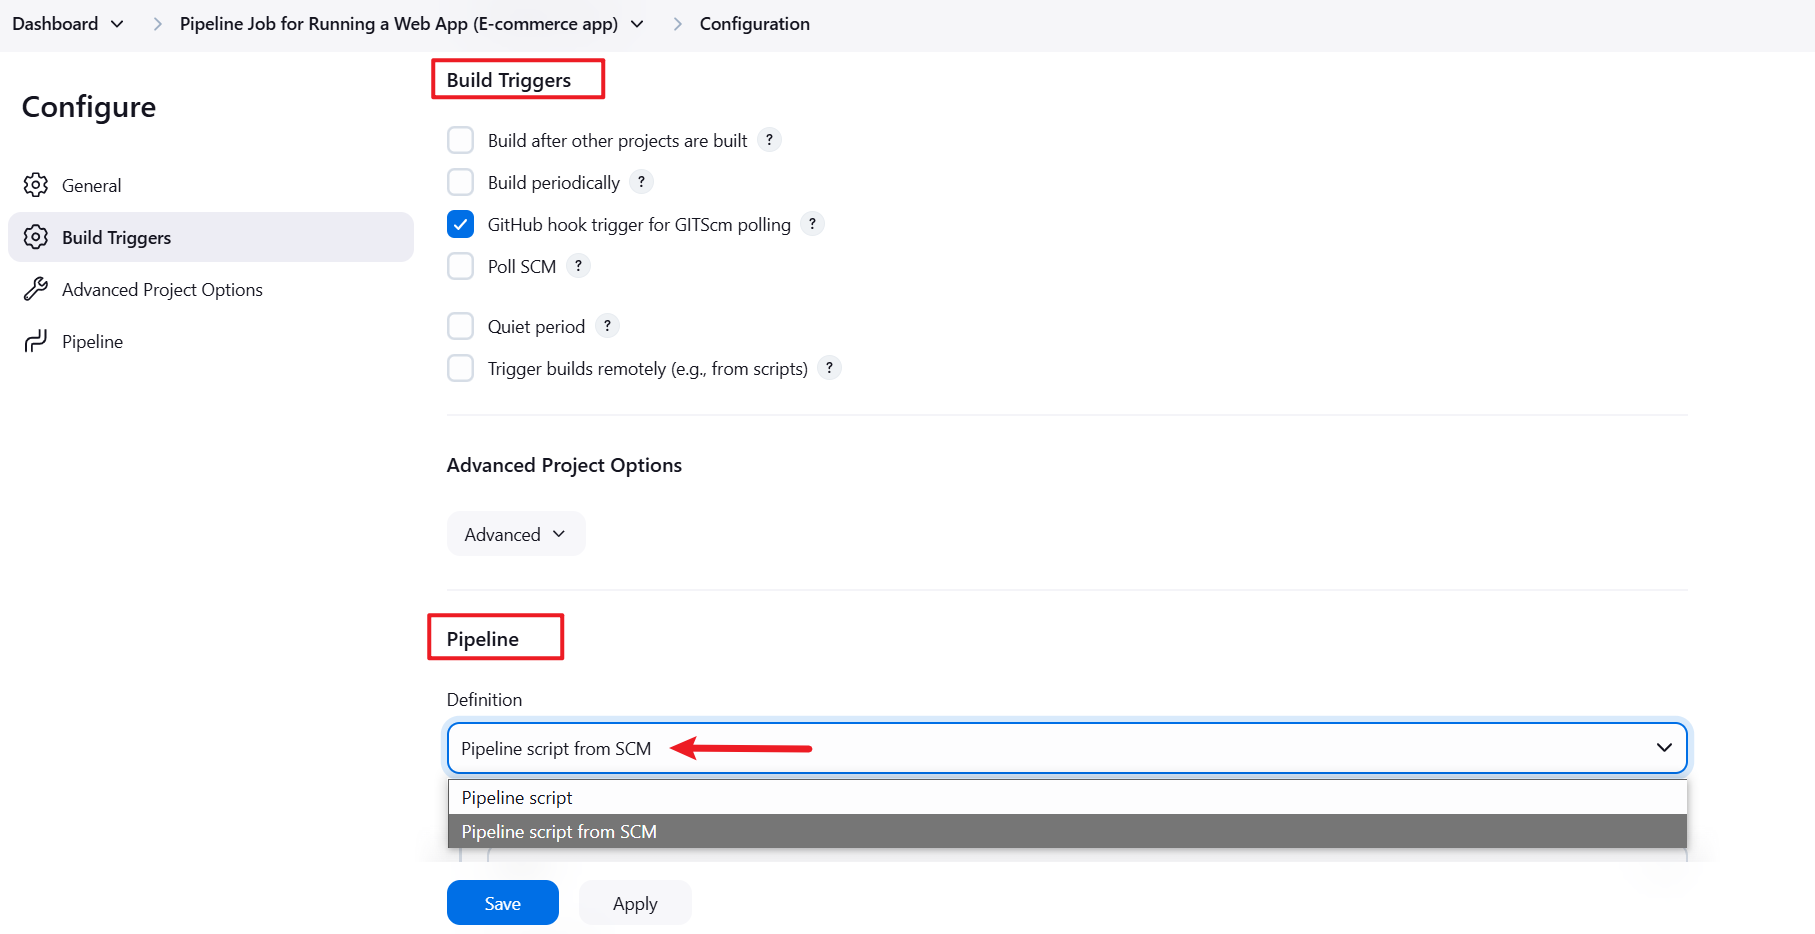 Dashboard
Pipeline Job for Running a Web App (E-commerce app)
Configuration
Configure
General
Build Triggers
Advanced Project Options
Pipeline
Build Triggers
Build after other projects are built ?
Build periodically ?
GitHub hook trigger for GITScm polling ?
Poll SCM ?
Quiet period ?
Trigger builds remotely (e.g., from scripts) ?
Advanced Project Options
Advanced
Pipeline
Definition
Pipeline script from SCM
Pipeline script
Pipeline script from SCM
Save
Apply